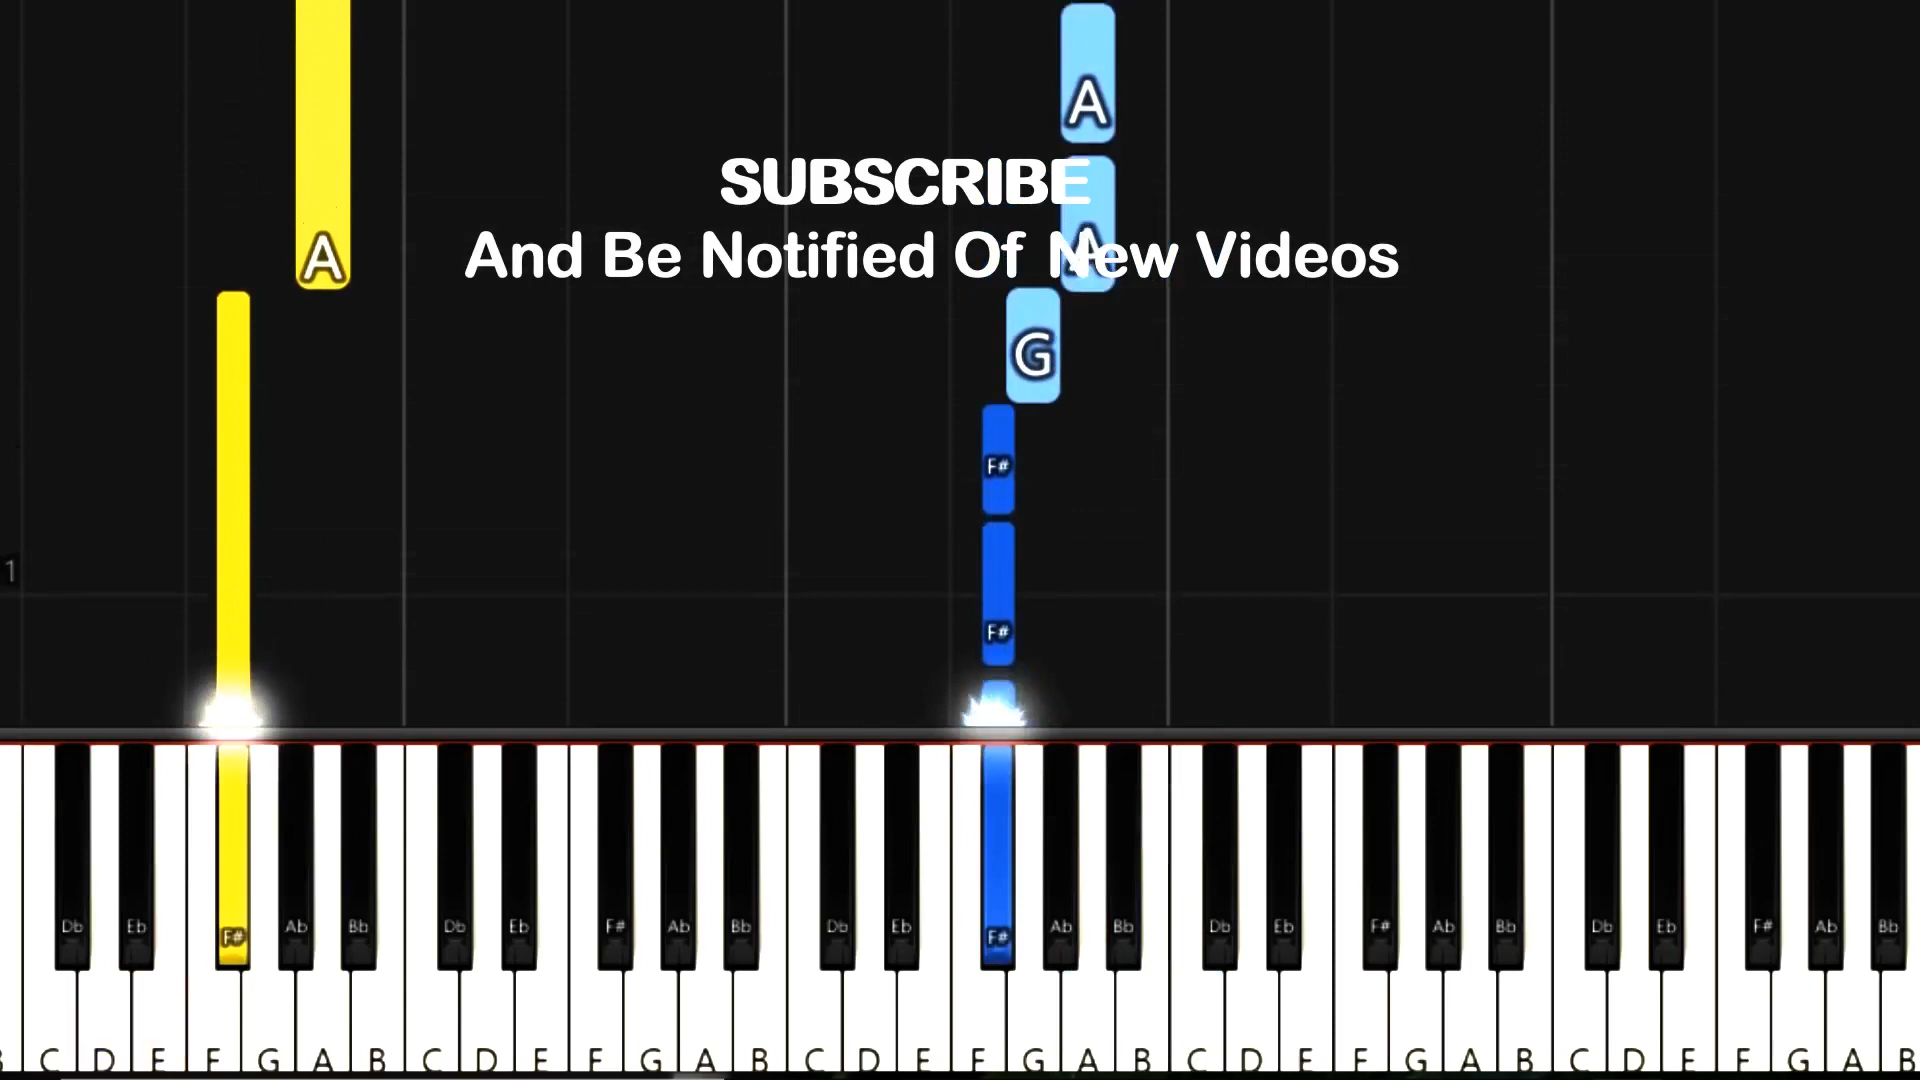 A
SUBSCRIBE
A And Be Notified Of New Videos A
G
F#
1
F#
Db Eb F# Ab Bb Db Eb F# Ab Bb Db Eb F# Ab Bb Db Eb F# Ab Bb Db Eb F# Ab Bb
B C D E F G A B C D E F G A B C D E F G A B C D E F G A B C D E F G A B